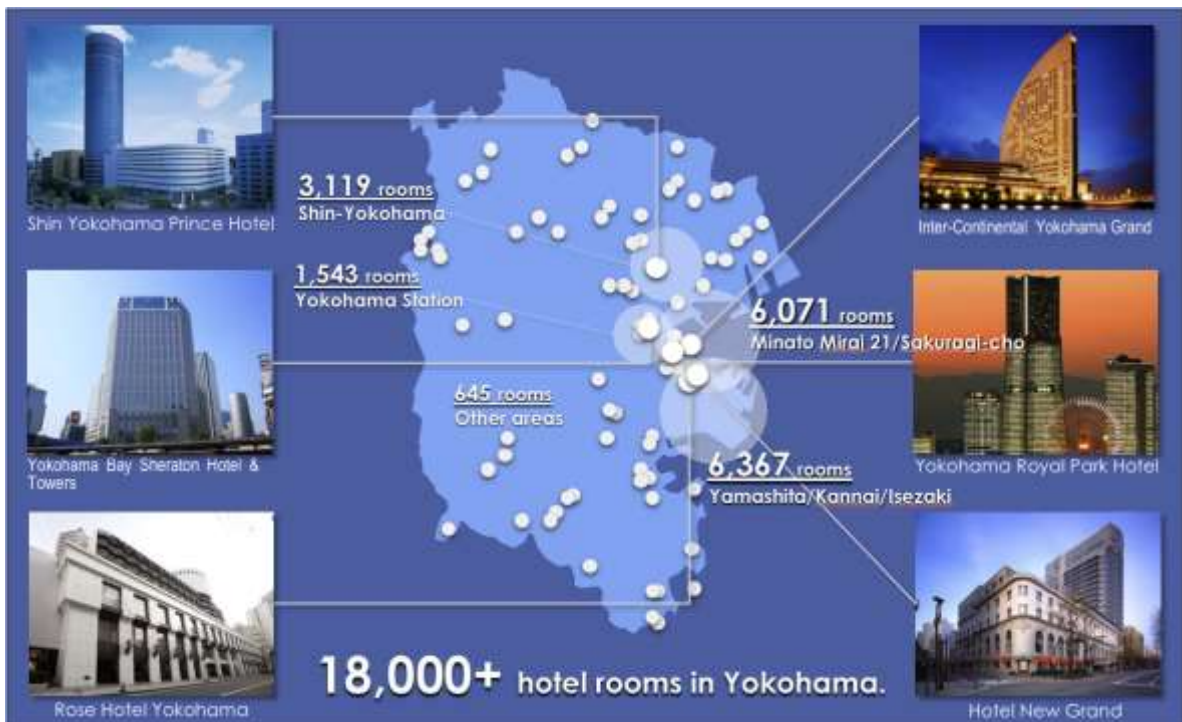 Shin Yokohama Prince Hotel
3,119 rooms
Shin-Yokohama
Inter-Continental Yokohama Grand
1,543 rooms
Yokohama Station
6,071 rooms
Minato Mirai 21/Sakuragi-cho
645 rooms
Other areas
Yokohama Bay Sheraton Hotel &
Towers
Yokohama Royal Park Hotel
6,367 rooms
Yamashita/Kannai/Isezaki
18,000+ hotel rooms in Yokohama.
Rose Hotel Yokohama
Hotel New Grand